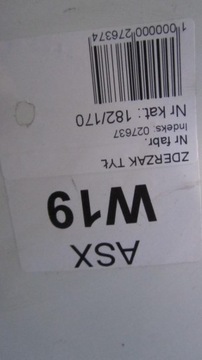 ASX
W19
ZDERZAK TYŁ
Nr fabr.
Indeks: 027637
Nr kat.: 182/170
1 000000 276374